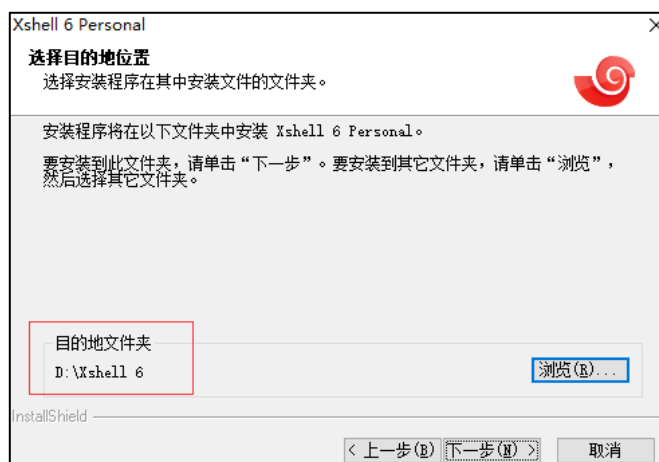 Xshell 6 Personal
选择目的地位置
选择安装程序在其中安装文件的文件夹。
安装程序将在以下文件夹中安装 Xshell 6 Personal。
要安装到此文件夹，请单击“下一步”。要安装到其它文件夹，请单击“浏览”，
然后选择其它文件夹。
目的地文件夹
D:\Xshell 6
浏览(R)...
InstallShield
< 上一步(B)
下一步(N) >
取消